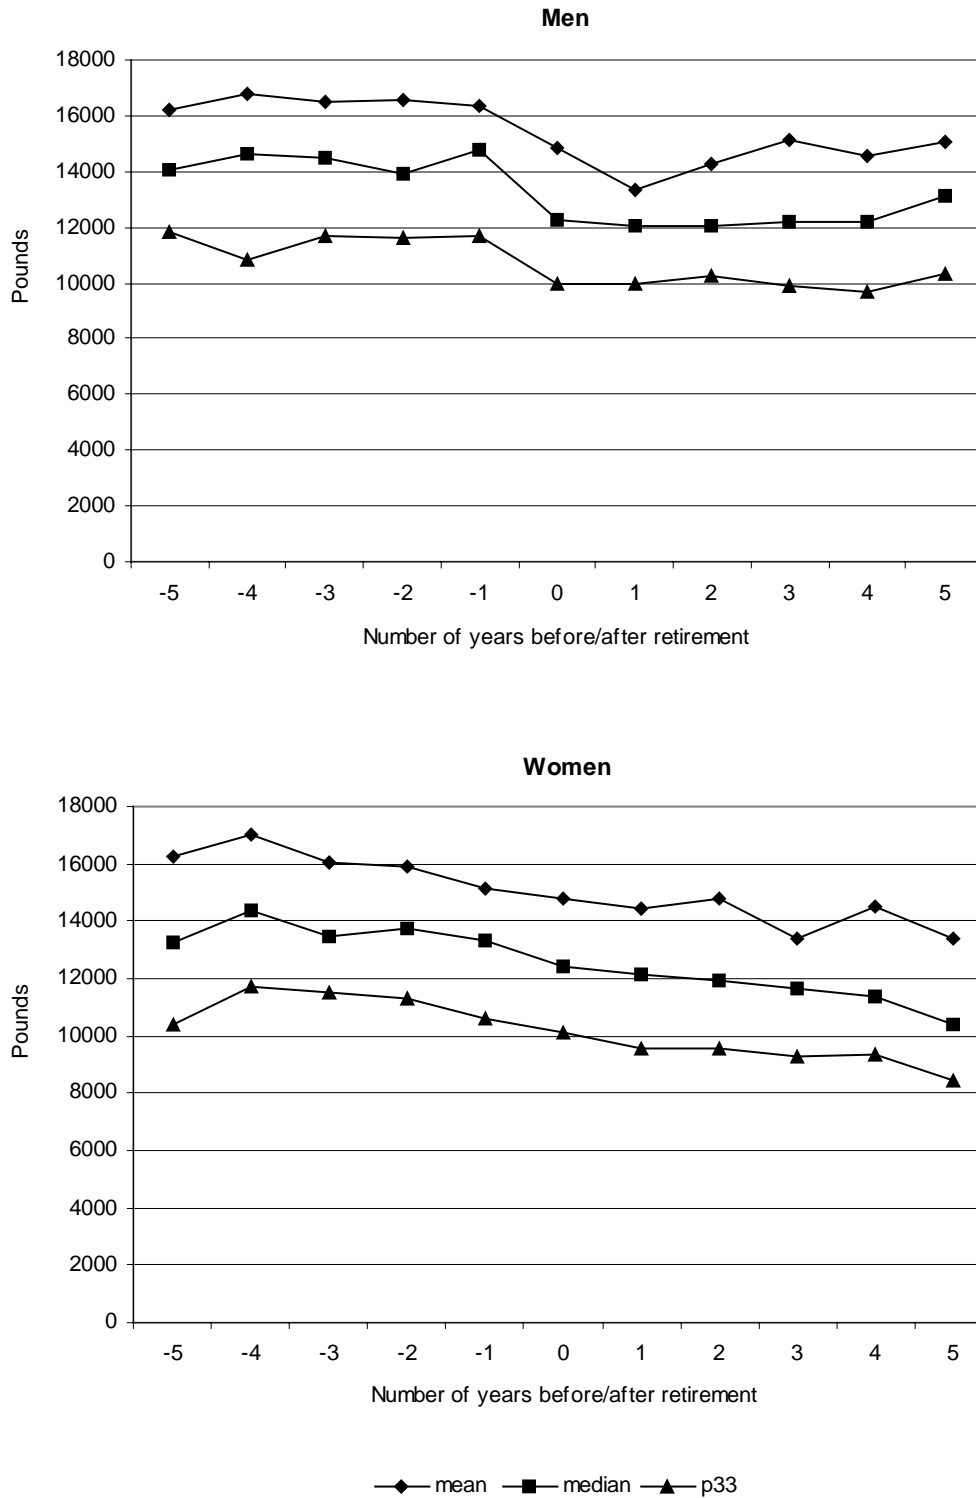 Men
18000
16000
14000
12000
10000
8000
6000
4000
2000
0
Pounds
-5 -4 -3 -2 -1 0 1 2 3 4 5
Number of years before/after retirement
Women
18000
16000
14000
12000
10000
8000
6000
4000
2000
0
Pounds
-5 -4 -3 -2 -1 0 1 2 3 4 5
Number of years before/after retirement
mean median p33